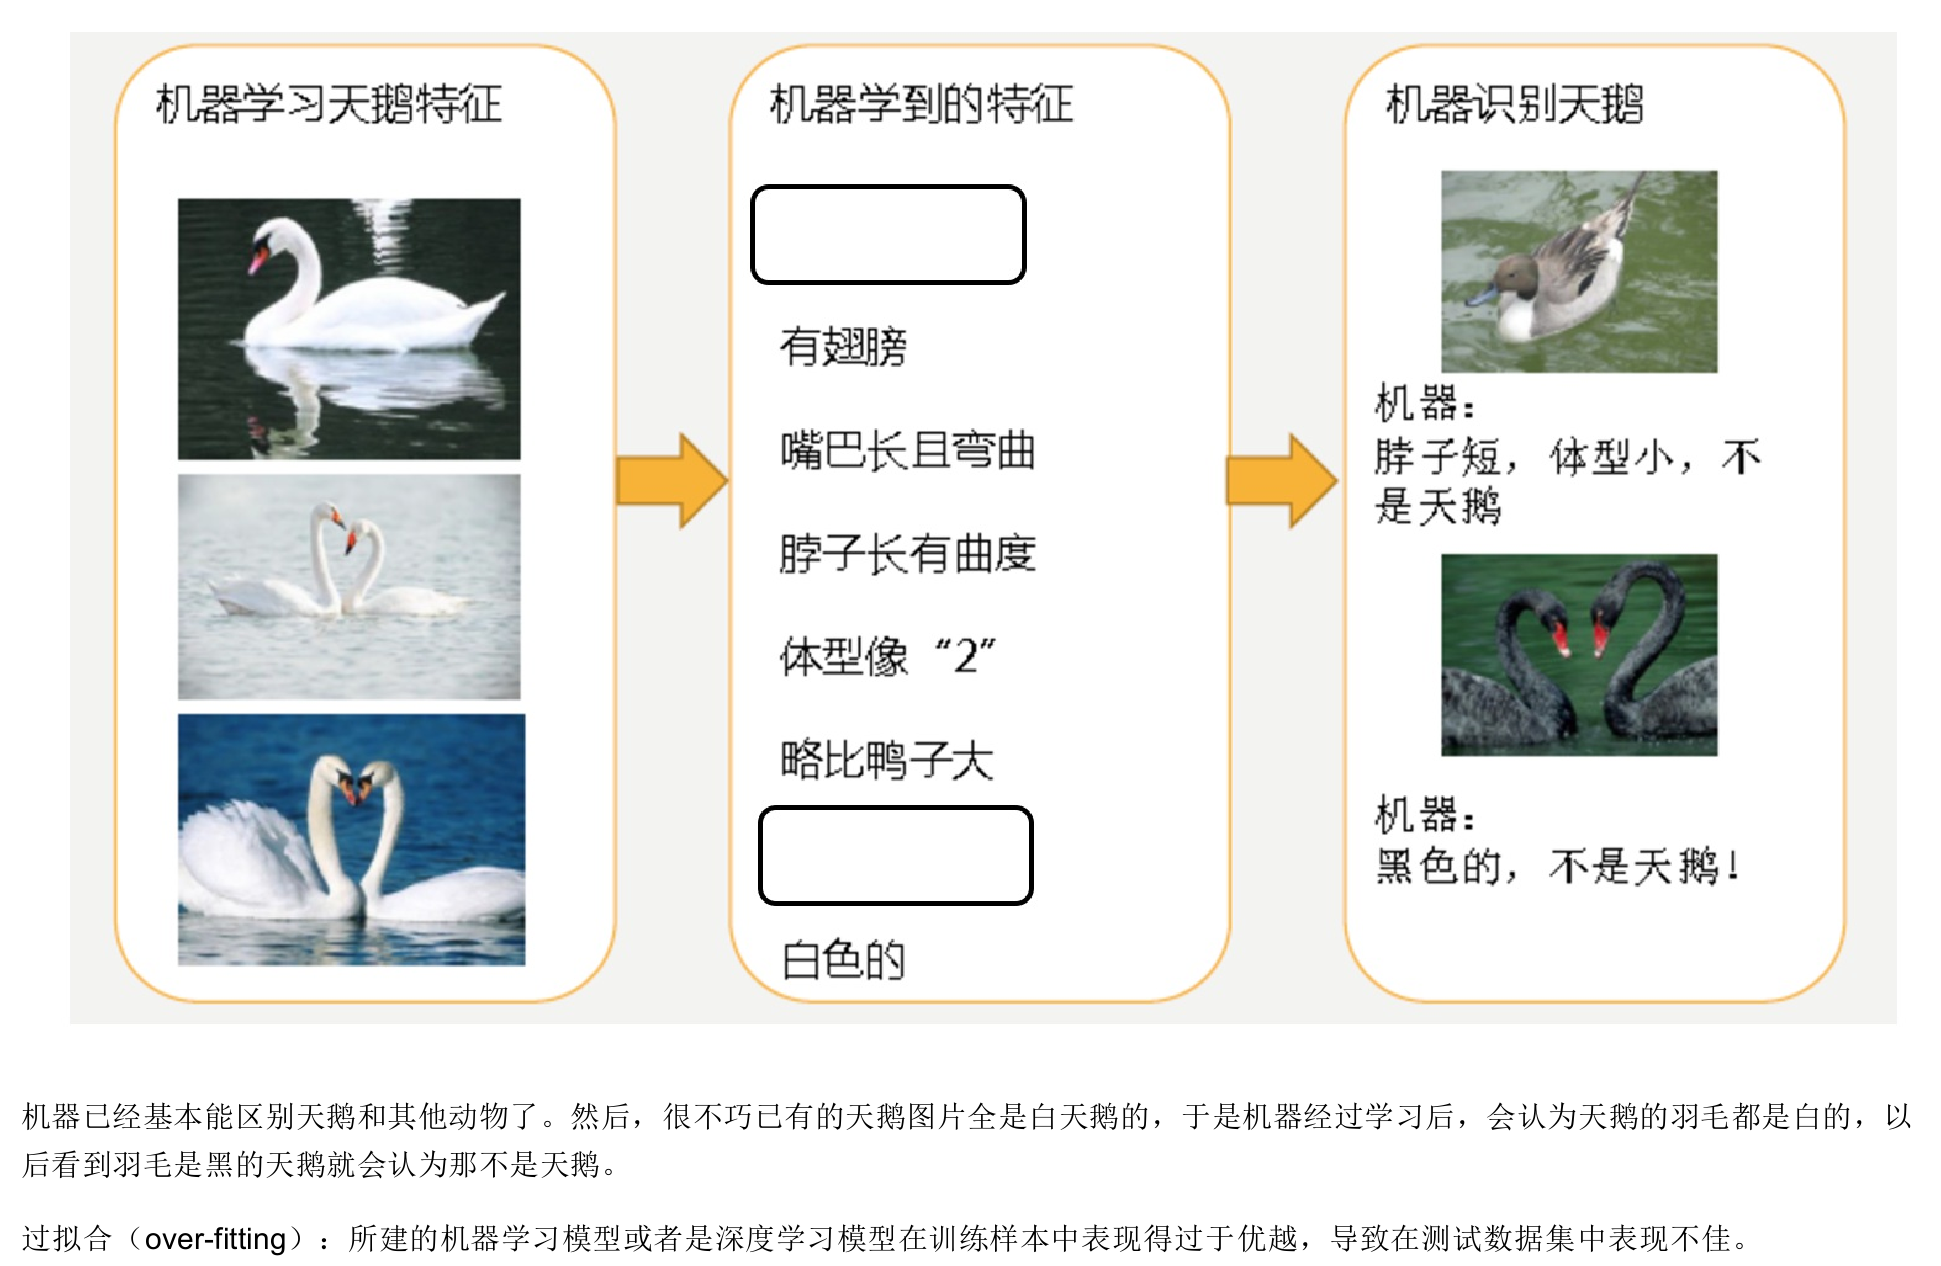 机器学习天鹅特征
机器学到的特征
有翅膀
嘴巴长且弯曲
脖子长有曲度
体型像“2”
略比鸭子大
白色的
机器识别天鹅
机器：
脖子短，体型小，不
是天鹅
机器：
黑色的，不是天鹅！
机器已经基本能区别天鹅和其他动物了。然后，很不巧已有的天鹅图片全是白天鹅的，于是机器经过学习后，会认为天鹅的羽毛都是白的，以
后看到羽毛是黑的天鹅就会认为那不是天鹅。
过拟合（over-fitting）：所建的机器学习模型或者是深度学习模型在训练样本中表现得过于优越，导致在测试数据集中表现不佳。